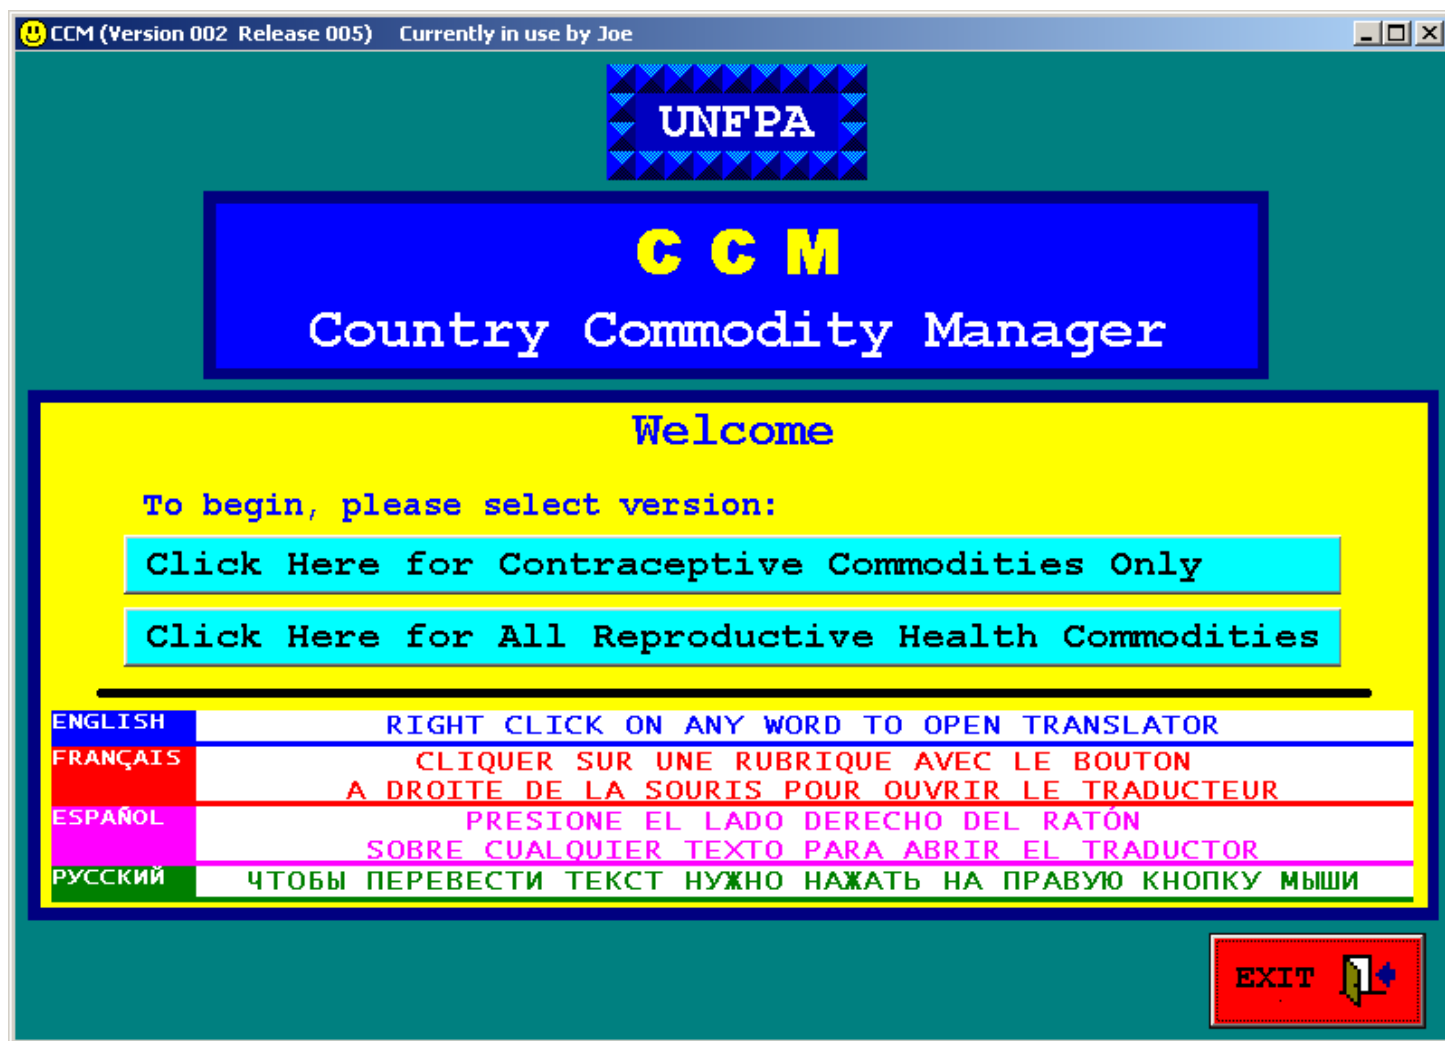 CCM (Version 002 Release 005) Currently in use by Joe
UNFPA
C C M
Country Commodity Manager
Welcome
To begin, please select version:
Click Here for Contraceptive Commodities Only
Click Here for All Reproductive Health Commodities
ENGLISH RIGHT CLICK ON ANY WORD TO OPEN TRANSLATOR
FRANÇAIS CLIQUER SUR UNE RUBRIQUE AVEC LE BOUTON
A DROITE DE LA SOURIS POUR OUVRIR LE TRADUCTEUR
ESPAÑOL PRESIONE EL LADO DERECHO DEL RATÓN
SOBRE CUALQUIER TEXTO PARA ABRIR EL TRADUCTOR
РУССКИЙ ЧТОБЫ ПЕРЕВЕСТИ ТЕКСТ НУЖНО НАЖАТЬ НА ПРАВУЮ КНОПКУ МЫШИ
EXIT